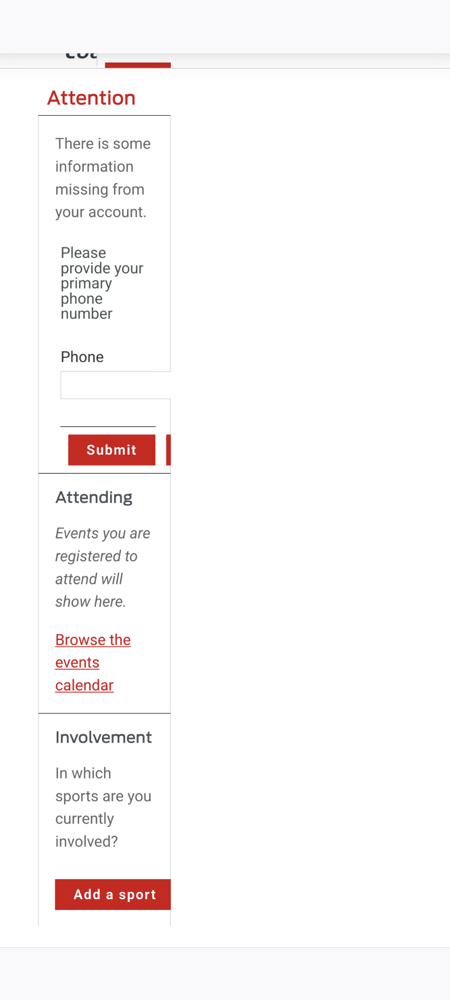 Attention
There is some
information
missing from
your account.
Please
provide your
primary
phone
number
Phone
Submit
Attending
Events you are
registered to
attend will
show here.
Browse the
events
calendar
Involvement
In which
sports are you
currently
involved?
Add a sport